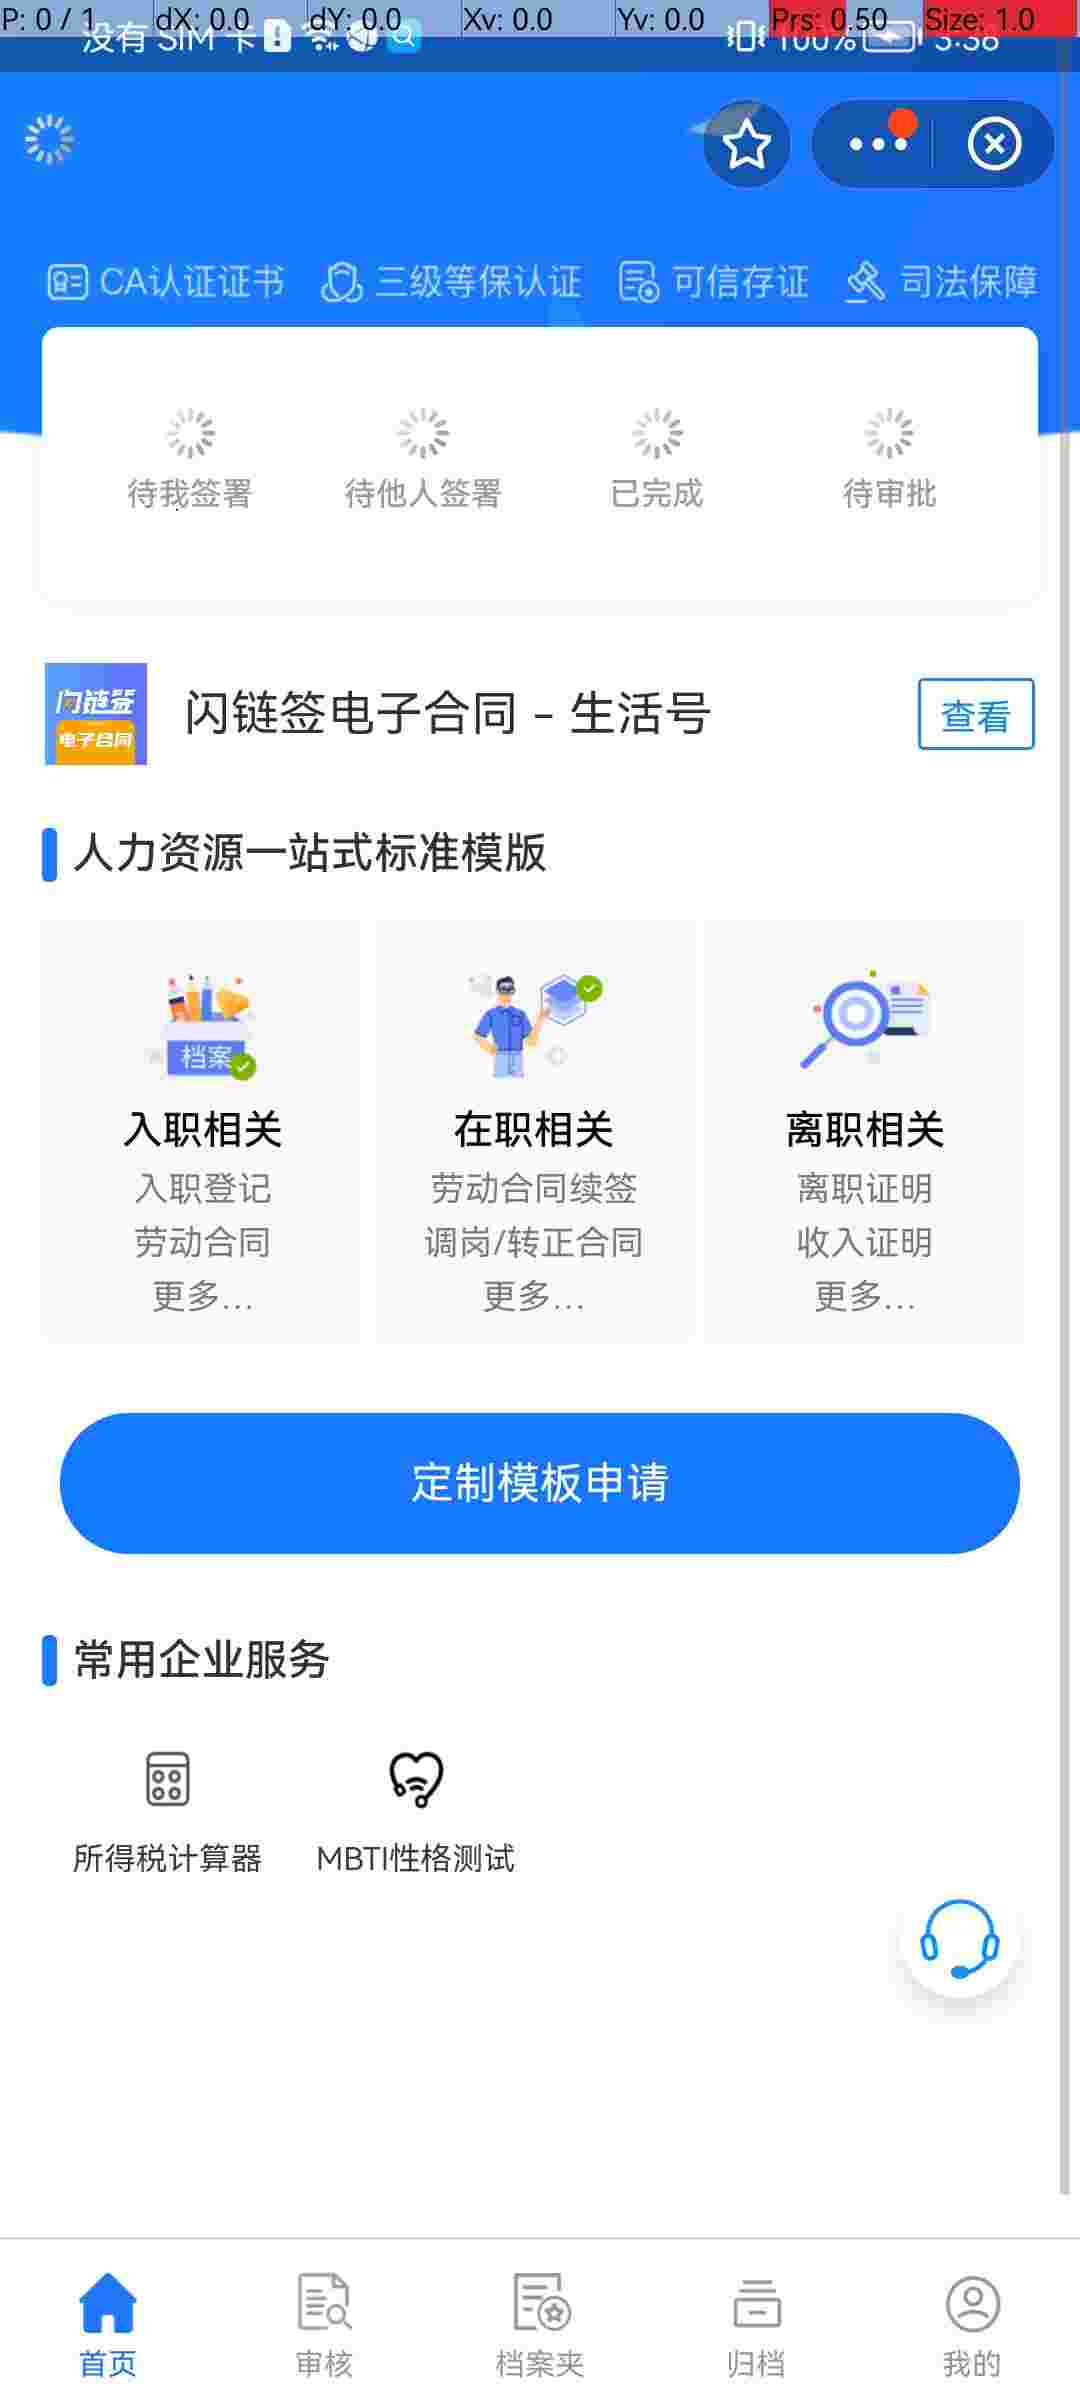 P: 0 / 1 dX: 0.0 dY: 0.0 Xv: 0.0 Yv: 0.0 Prs: 0.50 Size: 1.0
没有 SIM 卡 100% 3:38
CA认证证书 三级等保认证 可信存证 司法保障
待我签署 待他人签署 已完成 待审批
闪链签
电子合同
闪链签电子合同 - 生活号
查看
人力资源一站式标准模版
档案
入职相关 在职相关 离职相关
入职登记 劳动合同续签 离职证明
劳动合同 调岗/转正合同 收入证明
更多... 更多... 更多...
定制模板申请
常用企业服务
所得税计算器 MBTI性格测试
首页 审核 档案夹 归档 我的